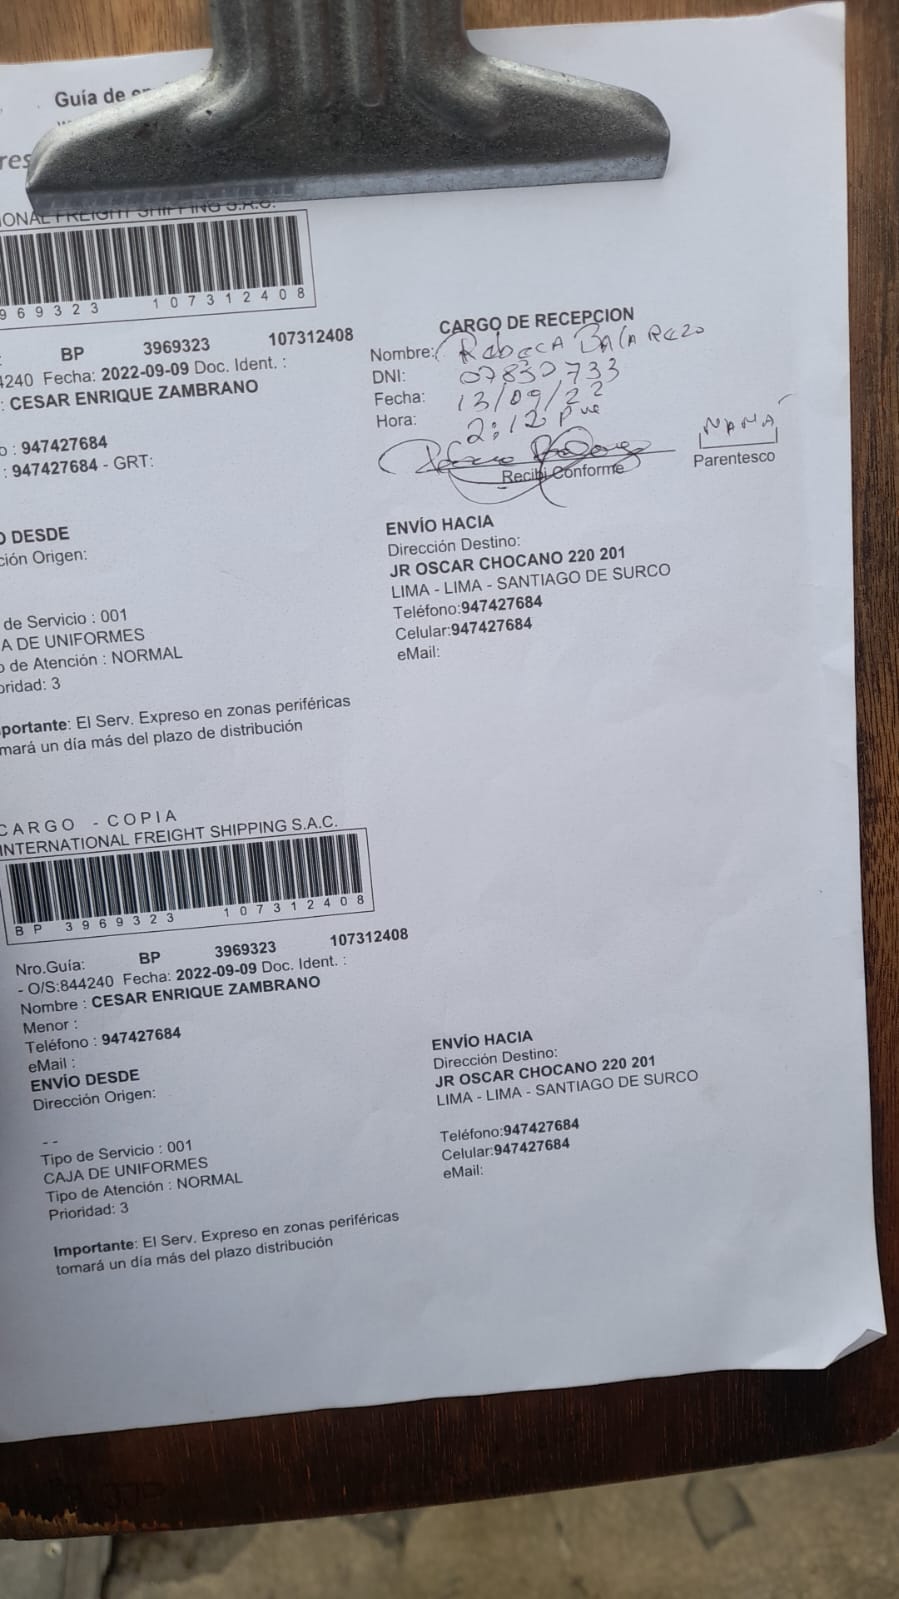 Guía de
IONAL FREIGHT SHIPPING S.A.C.
969323 107312408
BP 3969323 107312408
4240 Fecha: 2022-09-09 Doc. Ident. :
: CESAR ENRIQUE ZAMBRANO
o : 947427684
: 947427684 - GRT:
CARGO DE RECEPCION
Nombre: Rebeca Balarezo
DNI: 07832733
Fecha: 13/09/22
Hora: 2:12 Pm
Recibi Conforme
MAMÁ
Parentesco
O DESDE
ción Origen:
de Servicio : 001
A DE UNIFORMES
o de Atención : NORMAL
oridad: 3
portante: El Serv. Expreso en zonas periféricas
mará un día más del plazo de distribución
ENVÍO HACIA
Dirección Destino:
JR OSCAR CHOCANO 220 201
LIMA - LIMA - SANTIAGO DE SURCO
Teléfono:947427684
Celular:947427684
eMail:
CARGO - COPIA
INTERNATIONAL FREIGHT SHIPPING S.A.C.
BP 3969323 107312408
Nro.Guía: BP 3969323 107312408
- O/S:844240 Fecha: 2022-09-09 Doc. Ident. :
Nombre : CESAR ENRIQUE ZAMBRANO
Menor :
Teléfono : 947427684
eMail :
ENVÍO DESDE
Dirección Origen:
- -
Tipo de Servicio : 001
CAJA DE UNIFORMES
Tipo de Atención : NORMAL
Prioridad: 3
Importante: El Serv. Expreso en zonas periféricas
tomará un día más del plazo distribución
ENVÍO HACIA
Dirección Destino:
JR OSCAR CHOCANO 220 201
LIMA - LIMA - SANTIAGO DE SURCO
Teléfono:947427684
Celular:947427684
eMail: